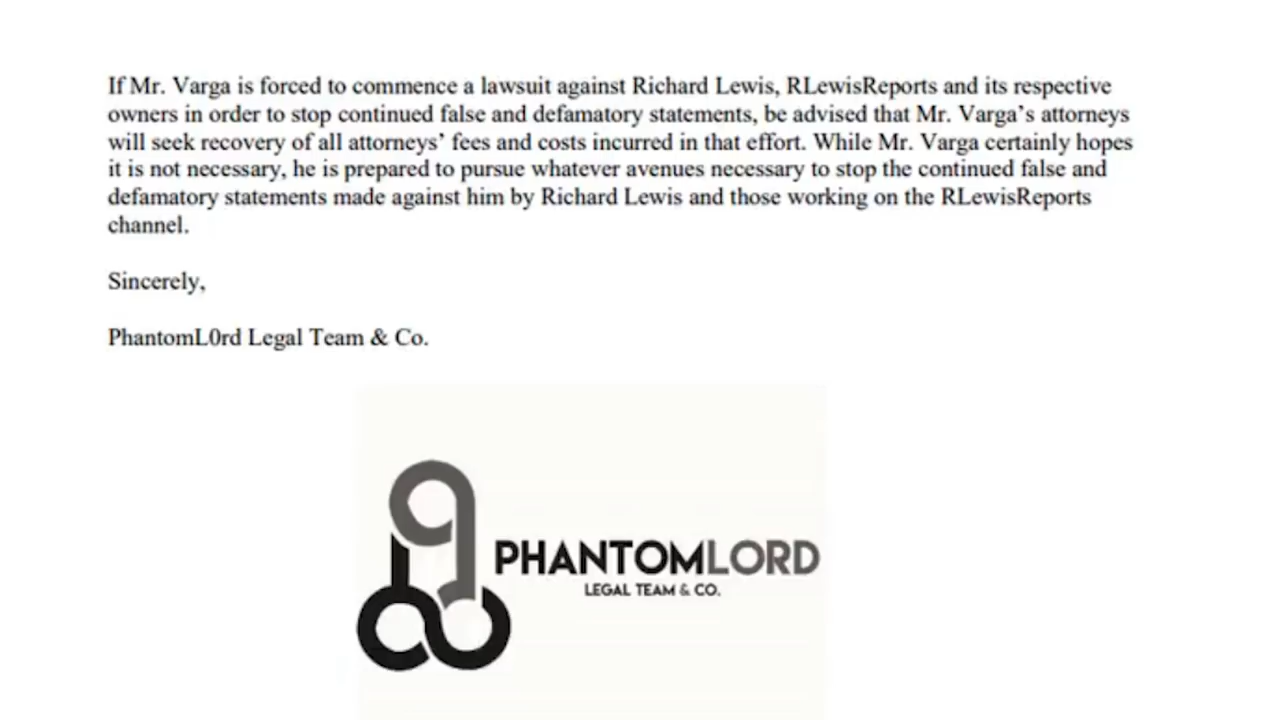 If Mr. Varga is forced to commence a lawsuit against Richard Lewis, RLewisReports and its respective
owners in order to stop continued false and defamatory statements, be advised that Mr. Varga’s attorneys
will seek recovery of all attorneys’ fees and costs incurred in that effort. While Mr. Varga certainly hopes
it is not necessary, he is prepared to pursue whatever avenues necessary to stop the continued false and
defamatory statements made against him by Richard Lewis and those working on the RLewisReports
channel.
Sincerely,
PhantomL0rd Legal Team & Co.
PHANTOMLORD
LEGAL TEAM & CO.